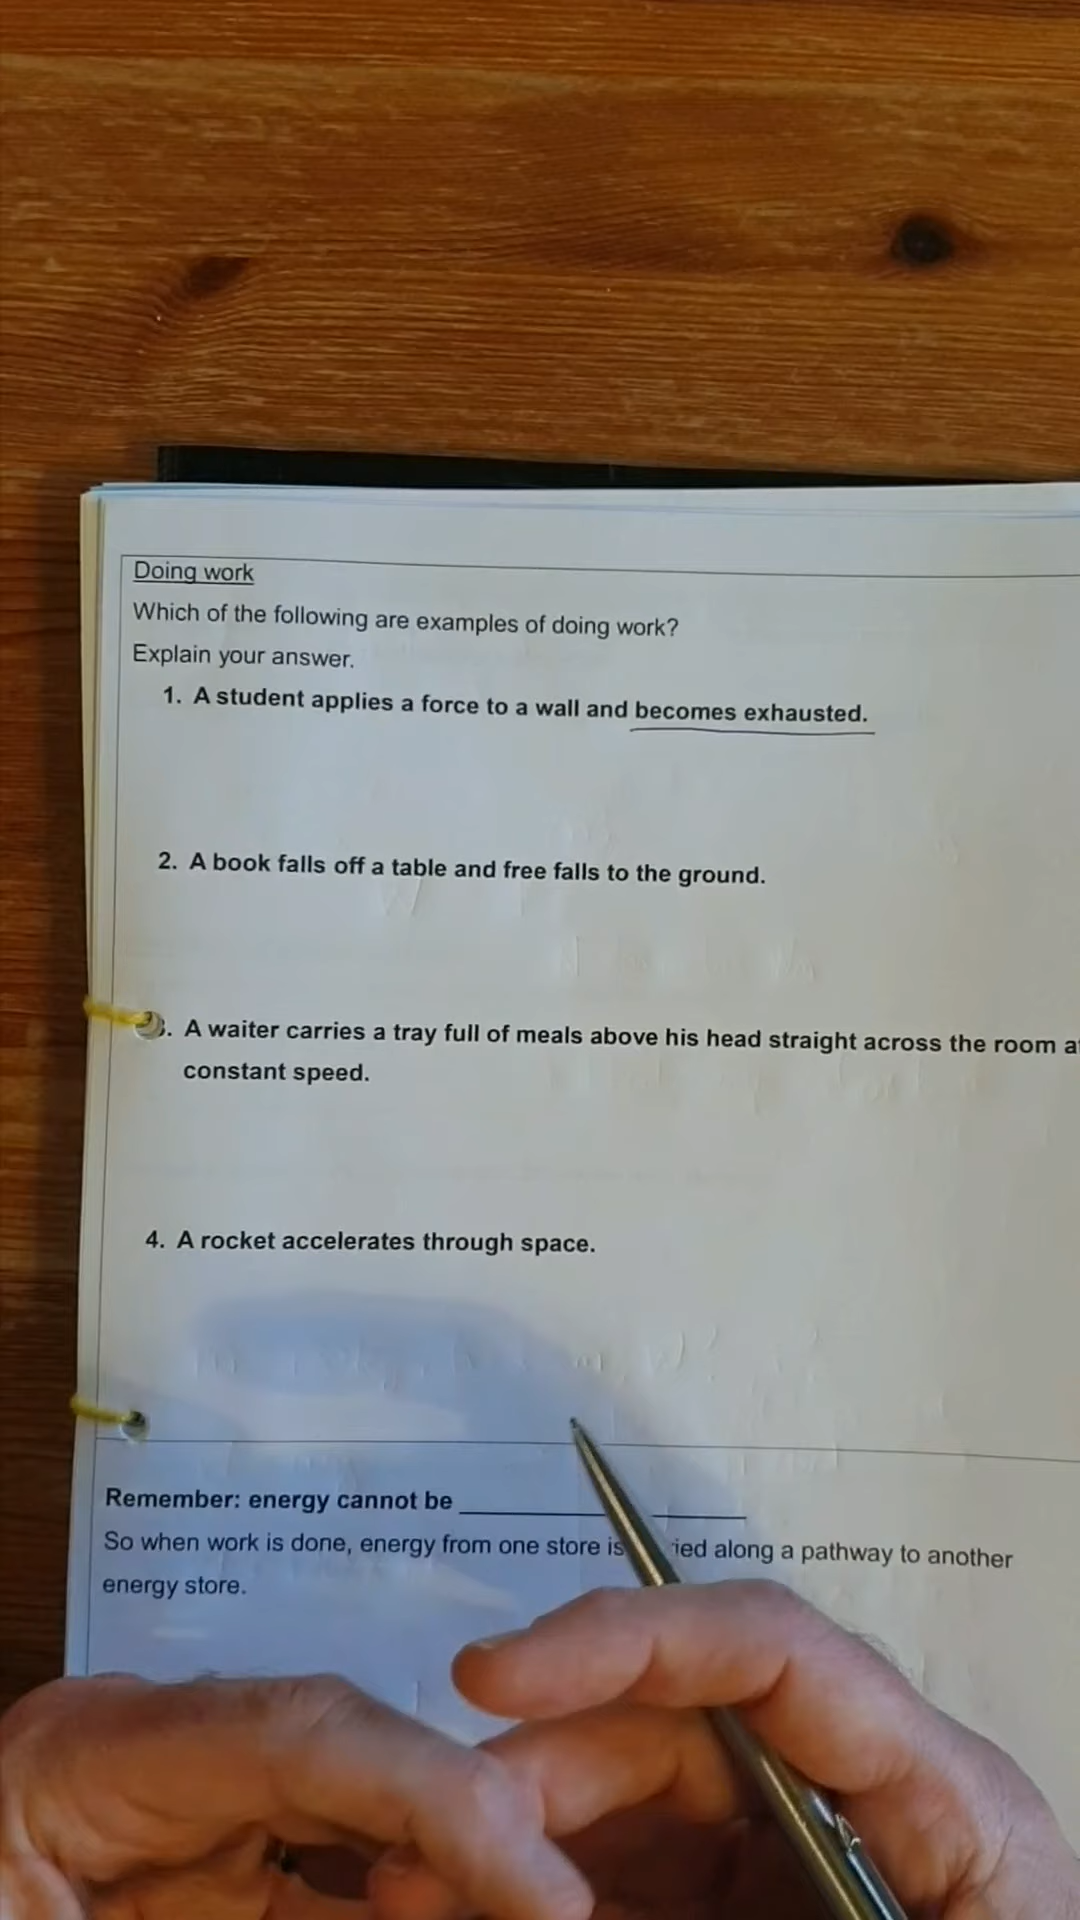 Doing work
Which of the following are examples of doing work?
Explain your answer.
1. A student applies a force to a wall and becomes exhausted.
2. A book falls off a table and free falls to the ground.
3. A waiter carries a tray full of meals above his head straight across the room
constant speed.
4. A rocket accelerates through space.
Remember: energy cannot be
So when work is done, energy from one store is along a pathway to another
energy store.